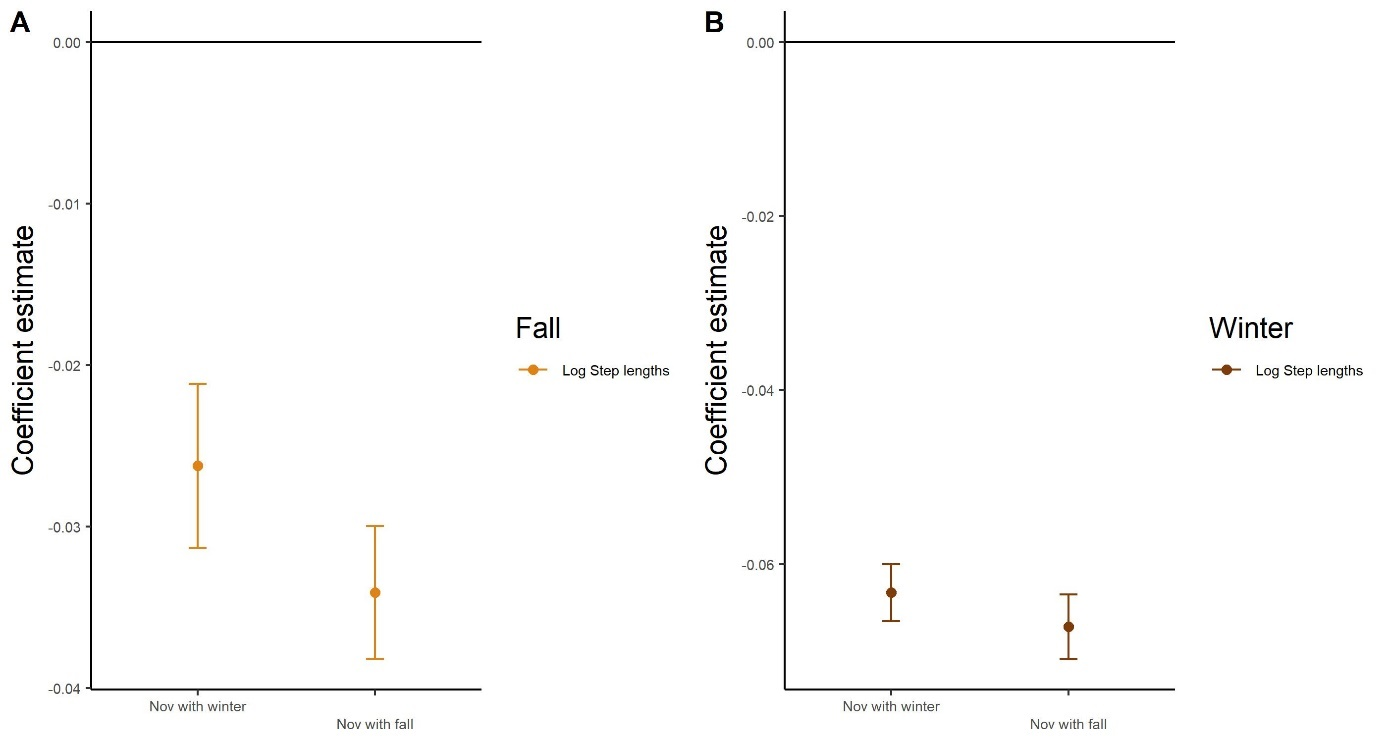 A
Coefficient estimate
0.00
-0.01
-0.02
-0.03
-0.04
Nov with winter
Nov with fall
Fall
Log Step lengths
B
Coefficient estimate
0.00
-0.02
-0.04
-0.06
Nov with winter
Nov with fall
Winter
Log Step lengths